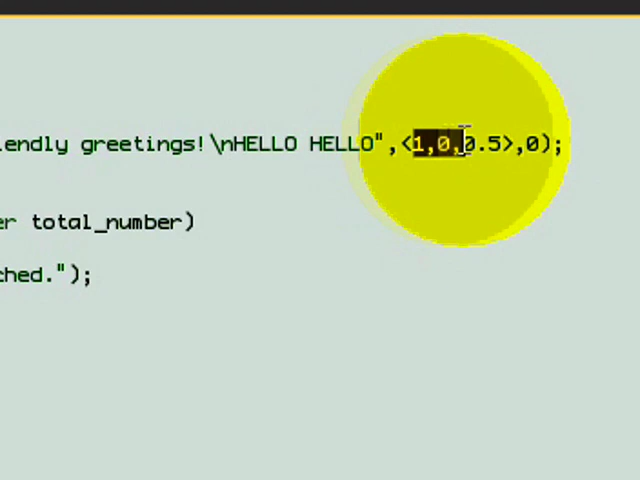 endly greetings!\nHELLO HELLO",<1,0,0.5>,0);
er total_number)
ched.");